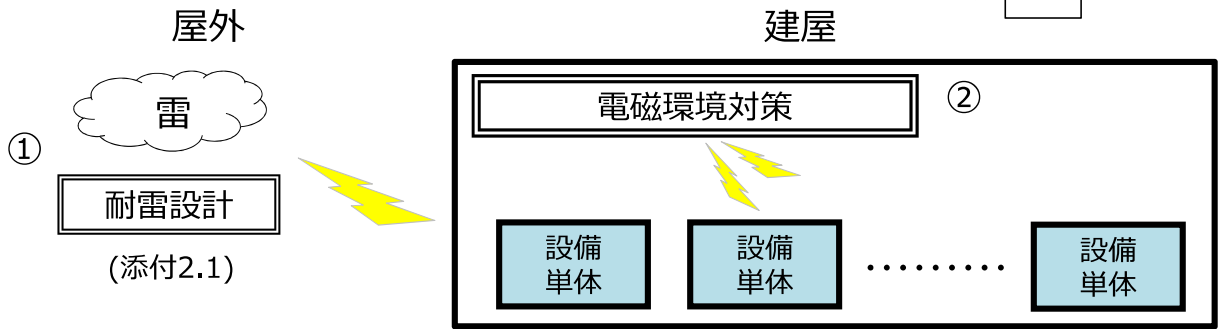 屋外
建屋
雷
①
耐雷設計
(添付2.1)
電磁環境対策
②
設備
単体
設備
単体
………
設備
単体